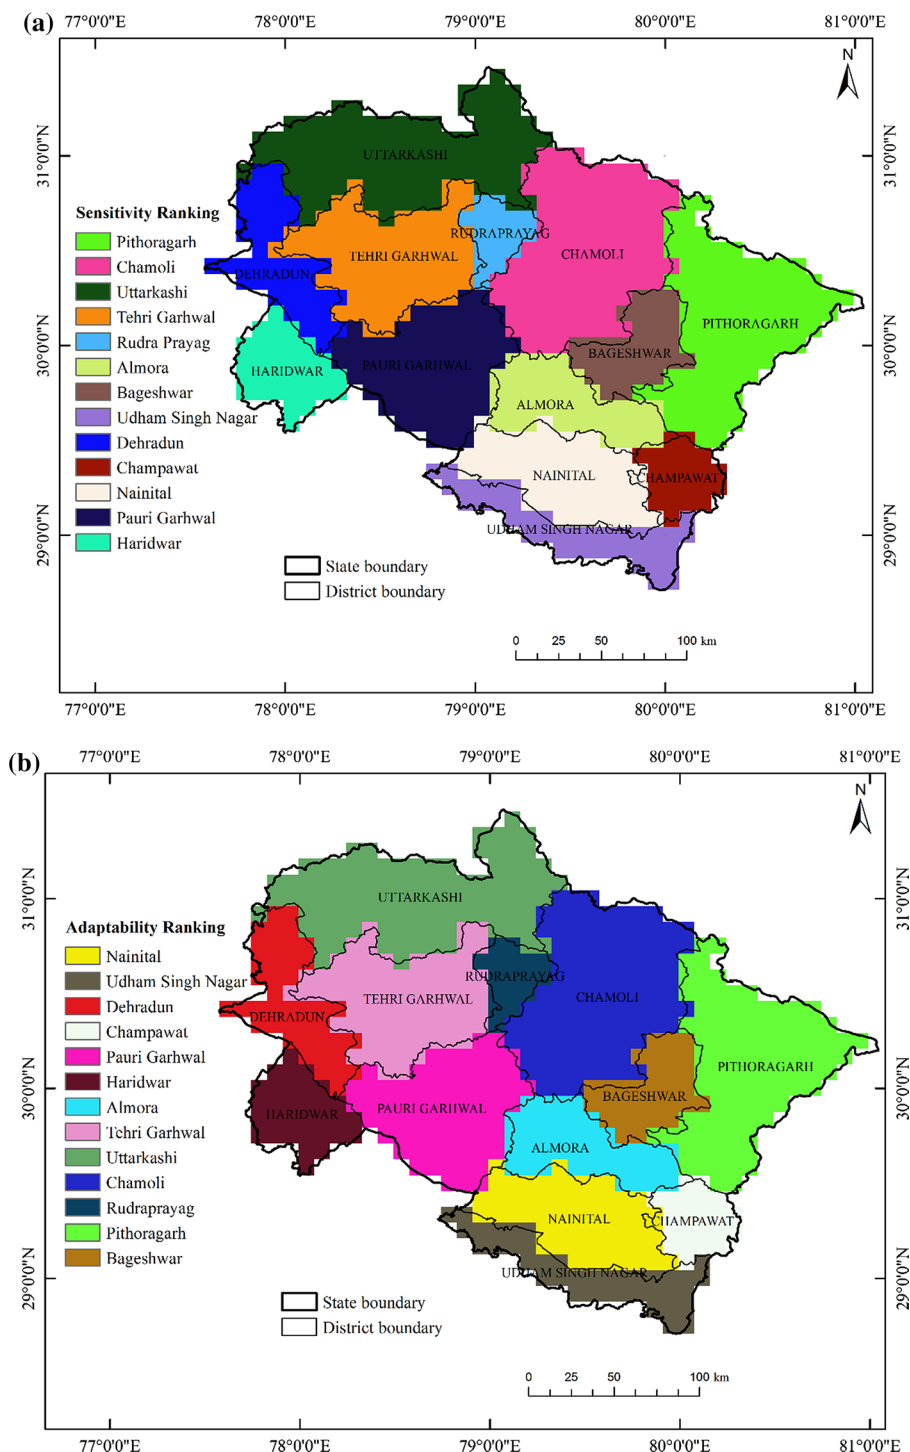 (a)
77°0'0"E 78°0'0"E 79°0'0"E 80°0'0"E 81°0'0"E
N
31°0'0"N
31°0'0"N
UTTARKASHI
Sensitivity Ranking
Pithoragarh
Chamoli
Uttarkashi
Tehri Garhwal
Rudra Prayag
Almora
Bageshwar
Udham Singh Nagar
Dehradun
Champawat
Nainital
Pauri Garhwal
Haridwar
RUDRAPRAYAG
TEHRI GARHWAL
CHAMOLI
DEHRADUN
PITHORAGARH
30°0'0"N
30°0'0"N
BAGESHWAR
HARIDWAR
PAURI GARHWAL
ALMORA
NAINITAL
CHAMPAWAT
UDHAM SINGH NAGAR
29°0'0"N
29°0'0"N
State boundary
District boundary
0 25 50 100 km
77°0'0"E 78°0'0"E 79°0'0"E 80°0'0"E 81°0'0"E
(b)
77°0'0"E 78°0'0"E 79°0'0"E 80°0'0"E 81°0'0"E
N
31°0'0"N
31°0'0"N
UTTARKASHI
Adaptability Ranking
Nainital
Udham Singh Nagar
Dehradun
Champawat
Pauri Garhwal
Haridwar
Almora
Tehri Garhwal
Uttarkashi
Chamoli
Rudraprayag
Pithoragarh
Bageshwar
RUDRAPRAYAG
TEHRI GARHWAL
CHAMOLI
DEHRADUN
PITHORAGARH
30°0'0"N
30°0'0"N
BAGESHWAR
HARIDWAR
PAURI GARHWAL
ALMORA
NAINITAL
CHAMPAWAT
UDHAM SINGH NAGAR
29°0'0"N
29°0'0"N
State boundary
District boundary
0 25 50 100 km
77°0'0"E 78°0'0"E 79°0'0"E 80°0'0"E 81°0'0"E